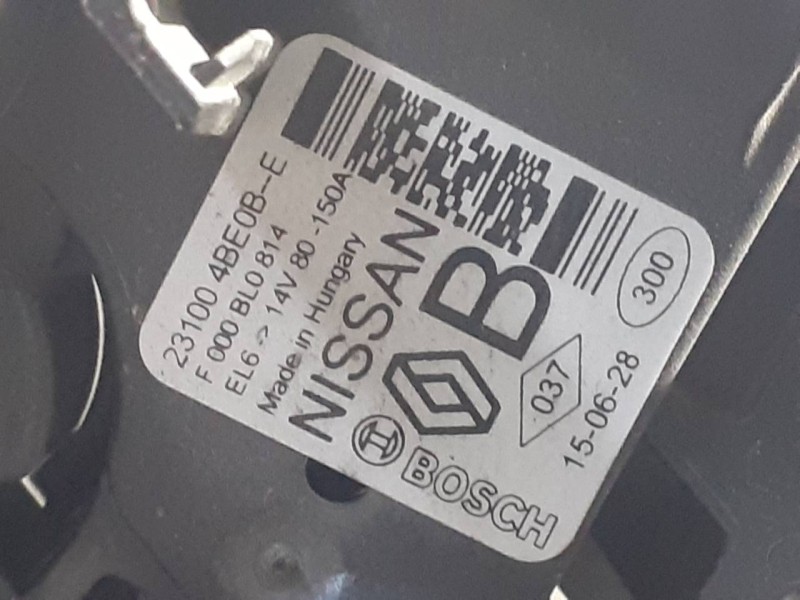 23100 4BE0B--E
F 000 BL0 814
EL6 -> 14V 80 -150A
Made in Hungary
NISSAN
B
300
037
15-06-28
BOSCH